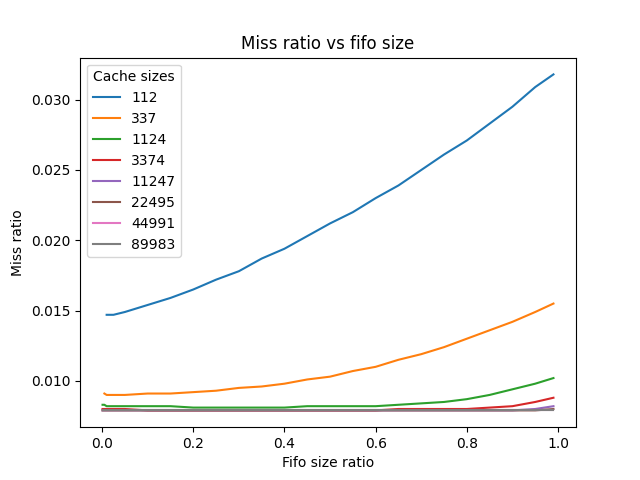 Miss ratio vs fifo size
Cache sizes
112
337
1124
3374
11247
22495
44991
89983
0.030
0.025
0.020
0.015
0.010
Miss ratio
0.0 0.2 0.4 0.6 0.8 1.0
Fifo size ratio